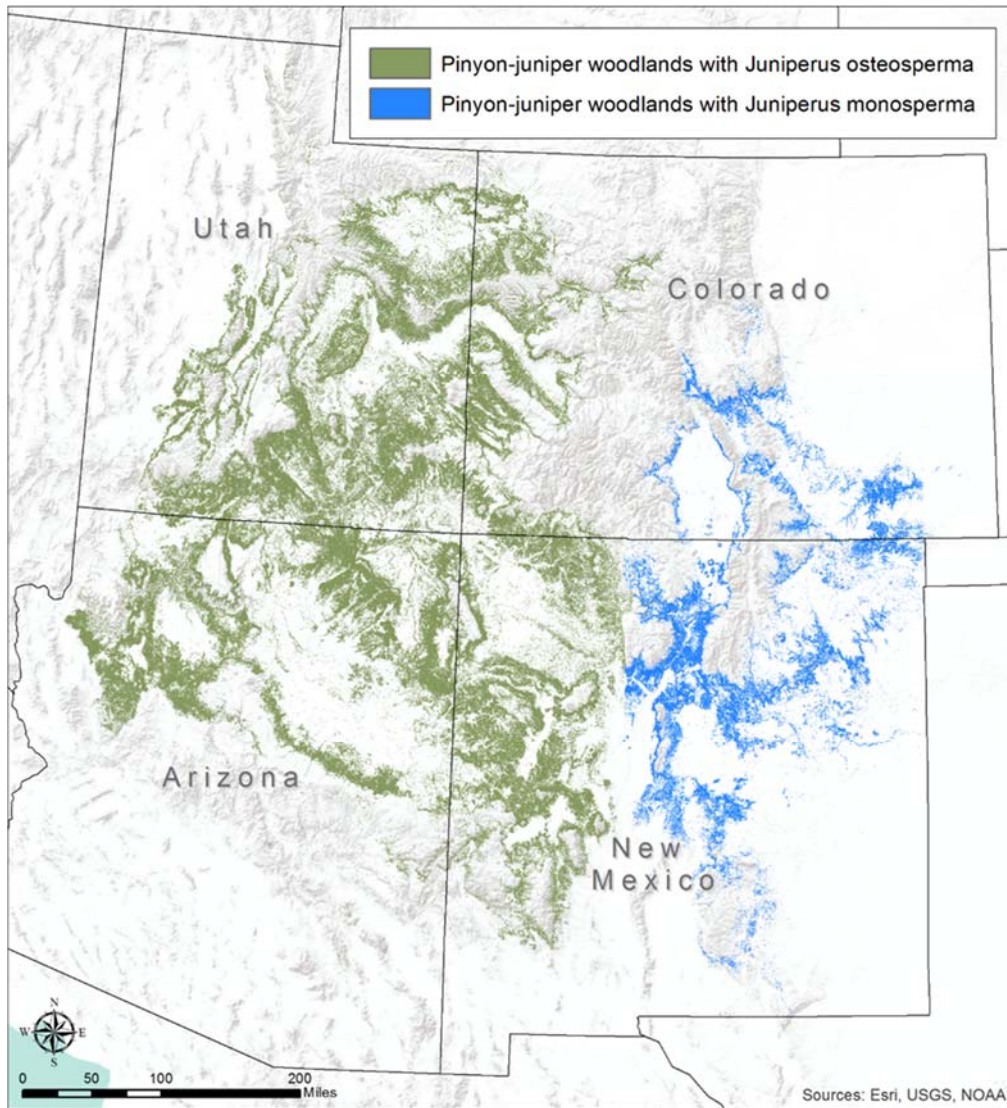 Pinyon-juniper woodlands with Juniperus osteosperma
Pinyon-juniper woodlands with Juniperus monosperma
Utah
Colorado
Arizona
New
Mexico
N
W E
S
0 50 100 200
Miles
Sources: Esri, USGS, NOAA